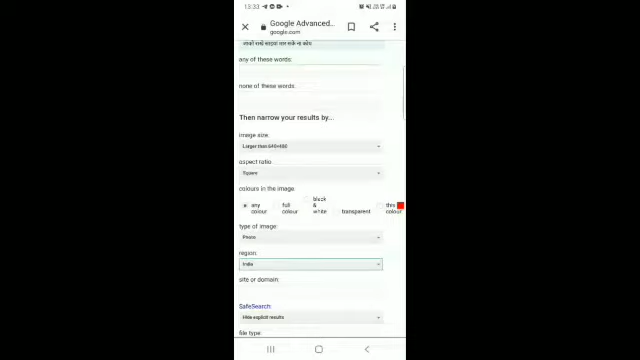 13:33
Google Advanced...
google.com
any of these words:
none of these words:
Then narrow your results by...
image size:
Larger than 640×480
aspect ratio
Square
colours in the image:
any colour
full colour
black & white
transparent
this colour
type of image:
Photo
region:
India
site or domain:
SafeSearch:
Hide explicit results
file type: